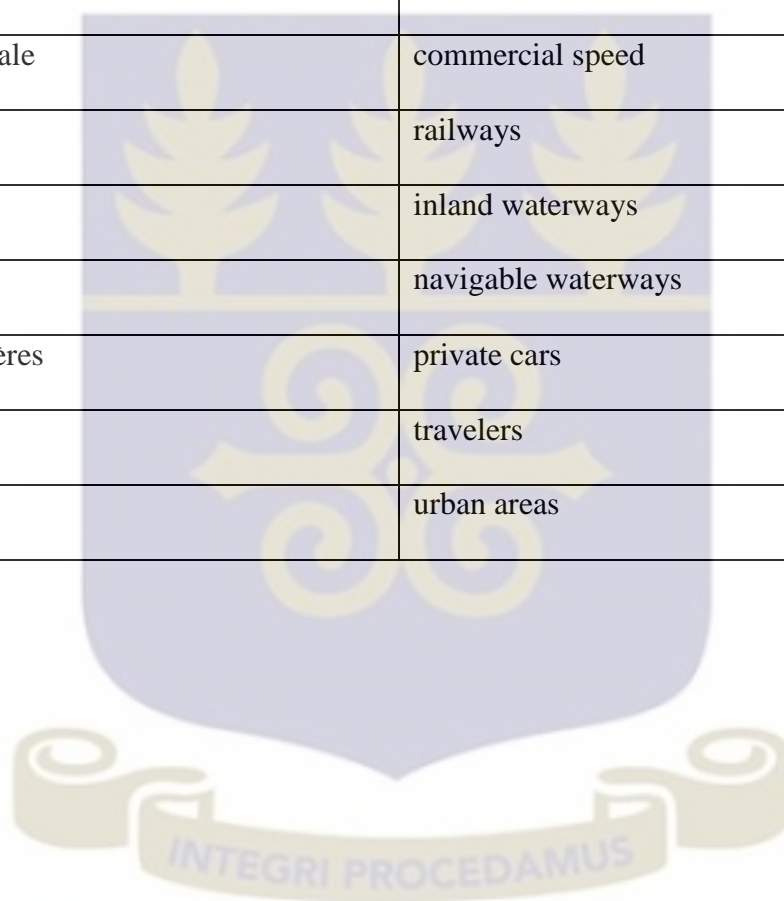 ale commercial speed
railways
inland waterways
navigable waterways
ères private cars
travelers
urban areas
INTEGRI PROCEDAMUS